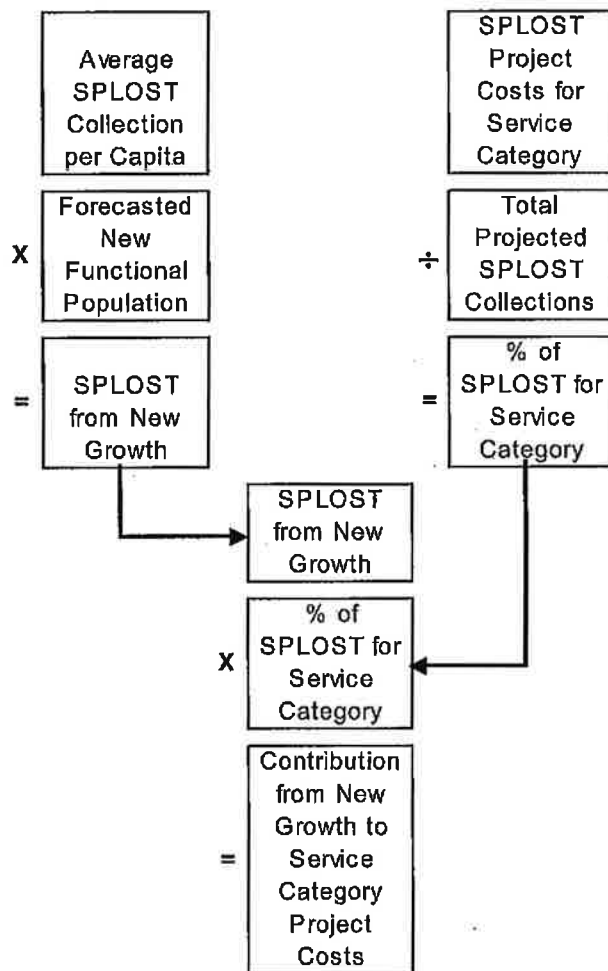 Average
SPLOST
Collection
per Capita
X
Forecasted
New
Functional
Population
=
SPLOST
from New
Growth
SPLOST
Project
Costs for
Service
Category
÷
Total
Projected
SPLOST
Collections
=
% of
SPLOST for
Service
Category
SPLOST
from New
Growth
X
% of
SPLOST for
Service
Category
=
Contribution
from New
Growth to
Service
Category
Project
Costs